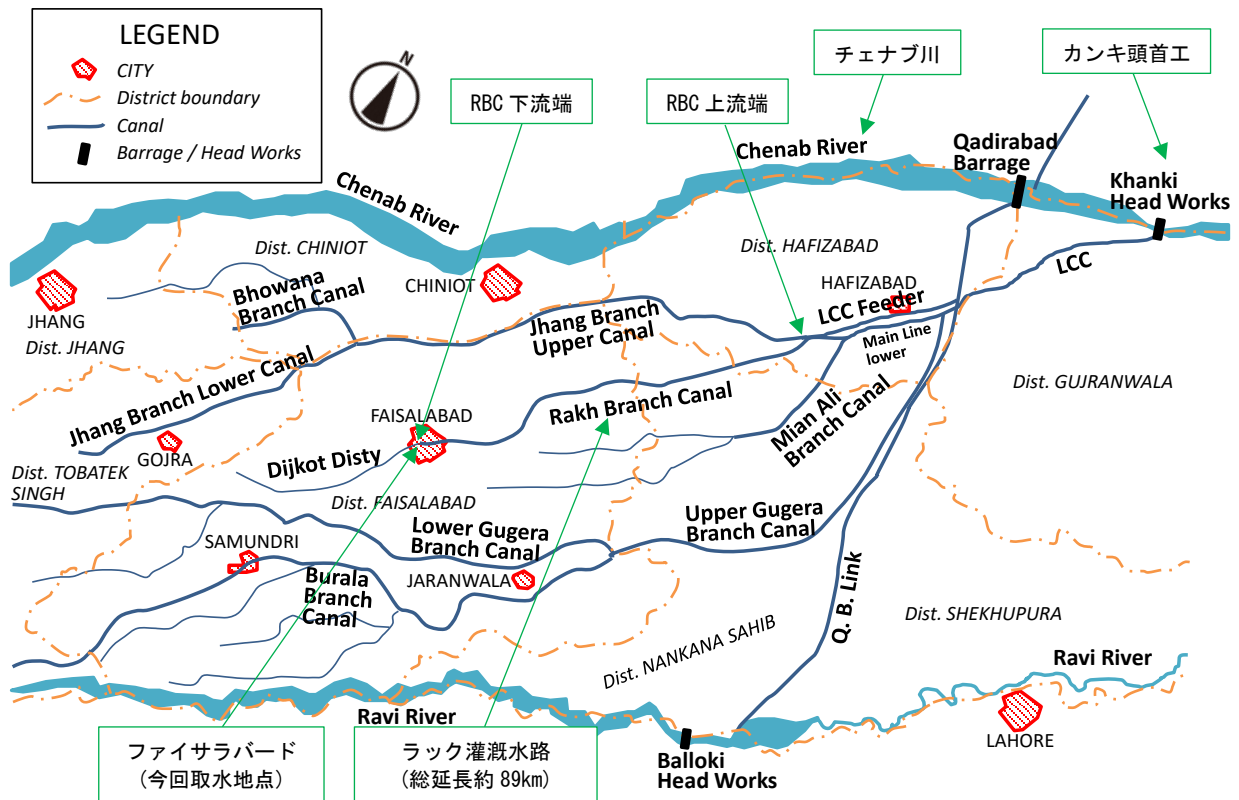 LEGEND
CITY
District boundary
Canal
Barrage / Head Works
N
RBC 下流端
RBC 上流端
チェナブ川
カンキ頭首工
Chenab River
Qadirabad
Barrage
Khanki
Head Works
Chenab River
Dist. CHINIOT
Dist. HAFIZABAD
LCC
Bhowana
Branch Canal
CHINIOT
HAFIZABAD
LCC Feeder
JHANG
Dist. JHANG
Jhang Branch
Upper Canal
Main Line
lower
Dist. GUJRANWALA
Jhang Branch Lower Canal
FAISALABAD
Rakh Branch Canal
Mian Ali
Branch Canal
GOJRA
Dijkot Disty
Dist. TOBATEK
SINGH
Dist. FAISALABAD
Lower Gugera
Branch Canal
Upper Gugera
Branch Canal
SAMUNDRI
JARANWALA
Burala
Branch
Canal
Q. B. Link
Dist. SHEKHUPURA
Dist. NANKANA SAHIB
Ravi River
Ravi River
LAHORE
ファイサラバード
(今回取水地点)
ラック灌漑水路
(総延長約 89km)
Balloki
Head Works